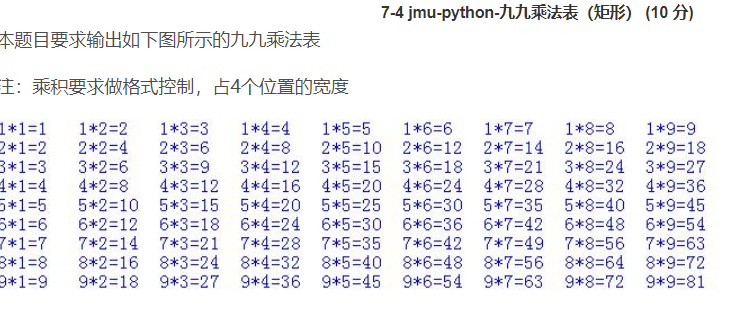 7-4 jmu-python-九九乘法表（矩形） (10 分)
本题目要求输出如下图所示的九九乘法表
注：乘积要求做格式控制，占4个位置的宽度
1*1=1 1*2=2 1*3=3 1*4=4 1*5=5 1*6=6 1*7=7 1*8=8 1*9=9
2*1=2 2*2=4 2*3=6 2*4=8 2*5=10 2*6=12 2*7=14 2*8=16 2*9=18
3*1=3 3*2=6 3*3=9 3*4=12 3*5=15 3*6=18 3*7=21 3*8=24 3*9=27
4*1=4 4*2=8 4*3=12 4*4=16 4*5=20 4*6=24 4*7=28 4*8=32 4*9=36
5*1=5 5*2=10 5*3=15 5*4=20 5*5=25 5*6=30 5*7=35 5*8=40 5*9=45
6*1=6 6*2=12 6*3=18 6*4=24 6*5=30 6*6=36 6*7=42 6*8=48 6*9=54
7*1=7 7*2=14 7*3=21 7*4=28 7*5=35 7*6=42 7*7=49 7*8=56 7*9=63
8*1=8 8*2=16 8*3=24 8*4=32 8*5=40 8*6=48 8*7=56 8*8=64 8*9=72
9*1=9 9*2=18 9*3=27 9*4=36 9*5=45 9*6=54 9*7=63 9*8=72 9*9=81